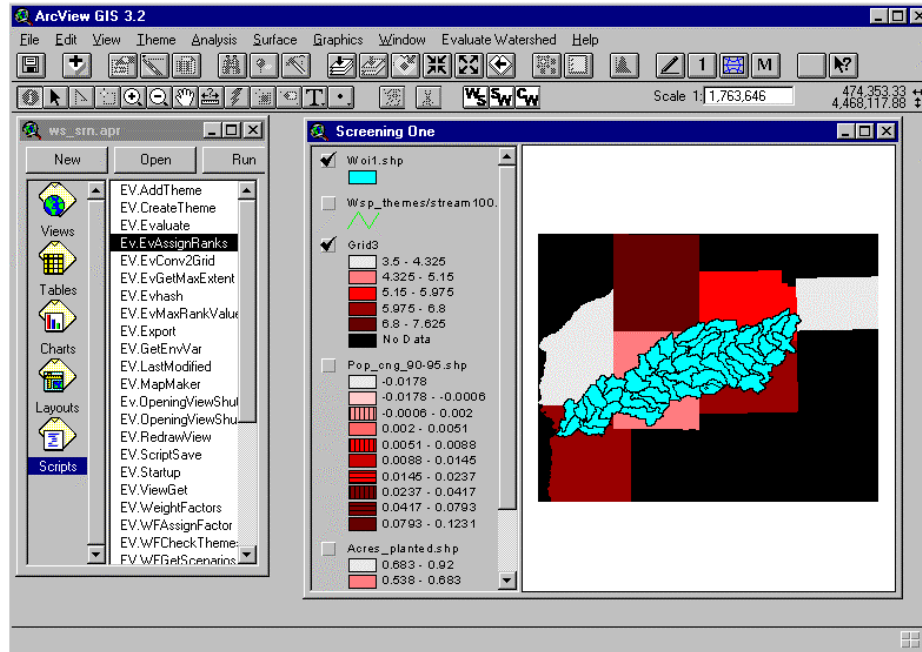 ArcView GIS 3.2
File Edit View Theme Analysis Surface Graphics Window Evaluate Watershed Help
1 M
T W S S W C W Scale 1: 1,763,646 474,353.33
4,468,117.88
ws_srn.apr
New Open Run
Views
Tables
Charts
Layouts
Scripts
EV.AddTheme
EV.CreateTheme
EV.Evaluate
Ev.EvAssignRanks
EV.EvConv2Grid
EV.EvGetMaxExtent
EV.Evhash
EV.EvMaxRankValue
EV.Export
EV.GetEnvVar
EV.LastModified
EV.MapMaker
Ev.OpeningViewShu
EV.OpeningViewShu
EV.RedrawView
EV.ScriptSave
EV.Startup
EV.ViewGet
EV.WeightFactors
EV.WFAssignFactor
EV.WFCheckTheme
EV.WFGetScenarios
Screening One
Woi1.shp
Wsp_themes/stream100.
Grid3
3.5 - 4.325
4.325 - 5.15
5.15 - 5.975
5.975 - 6.8
6.8 - 7.625
No Data
Pop_cng_90-95.shp
-0.0178
-0.0178 - -0.0006
-0.0006 - 0.002
0.002 - 0.0051
0.0051 - 0.0088
0.0088 - 0.0145
0.0145 - 0.0237
0.0237 - 0.0417
0.0417 - 0.0793
0.0793 - 0.1231
Acres_planted.shp
0.683 - 0.92
0.538 - 0.683